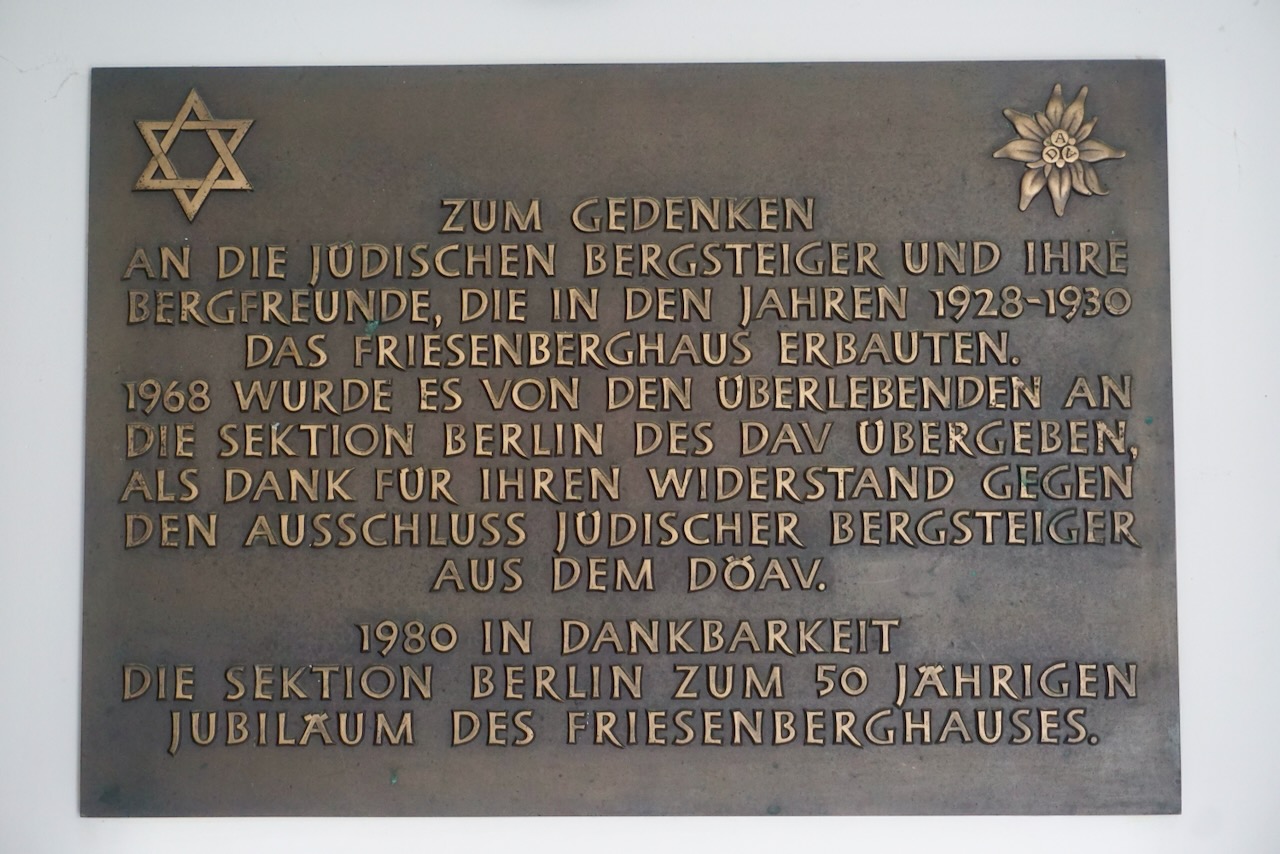 ADV
ZUM GEDENKEN
AN DIE JÜDISCHEN BERGSTEIGER UND IHRE
BERGFREUNDE, DIE IN DEN JAHREN 1928-1930
DAS FRIESENBERGHAUS ERBAUTEN.
1968 WURDE ES VON DEN ÜBERLEBENDEN AN
DIE SEKTION BERLIN DES DAV ÜBERGEBEN,
ALS DANK FÜR IHREN WIDERSTAND GEGEN
DEN AUSSCHLUSS JÜDISCHER BERGSTEIGER
AUS DEM DÖAV.
1980 IN DANKBARKEIT
DIE SEKTION BERLIN ZUM 50 JÄHRIGEN
JUBILÄUM DES FRIESENBERGHAUSES.